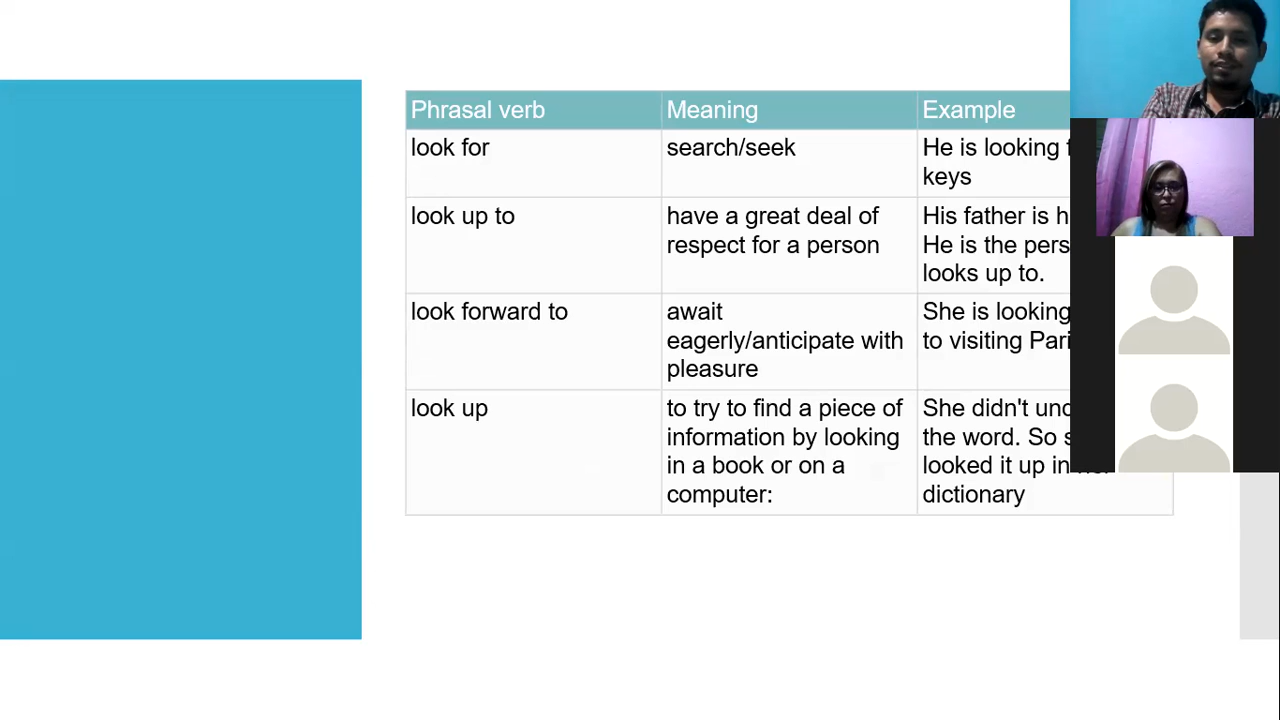 Phrasal verb
Meaning
Example
look for
search/seek
He is looking
keys
look up to
have a great deal of
respect for a person
His father is
He is the
looks up to.
look forward to
await
eagerly/anticipate with
pleasure
She is looking
to visiting
look up
to try to find a piece of
information by looking
in a book or on a
computer:
She didn't
the word. So
looked it up in
dictionary